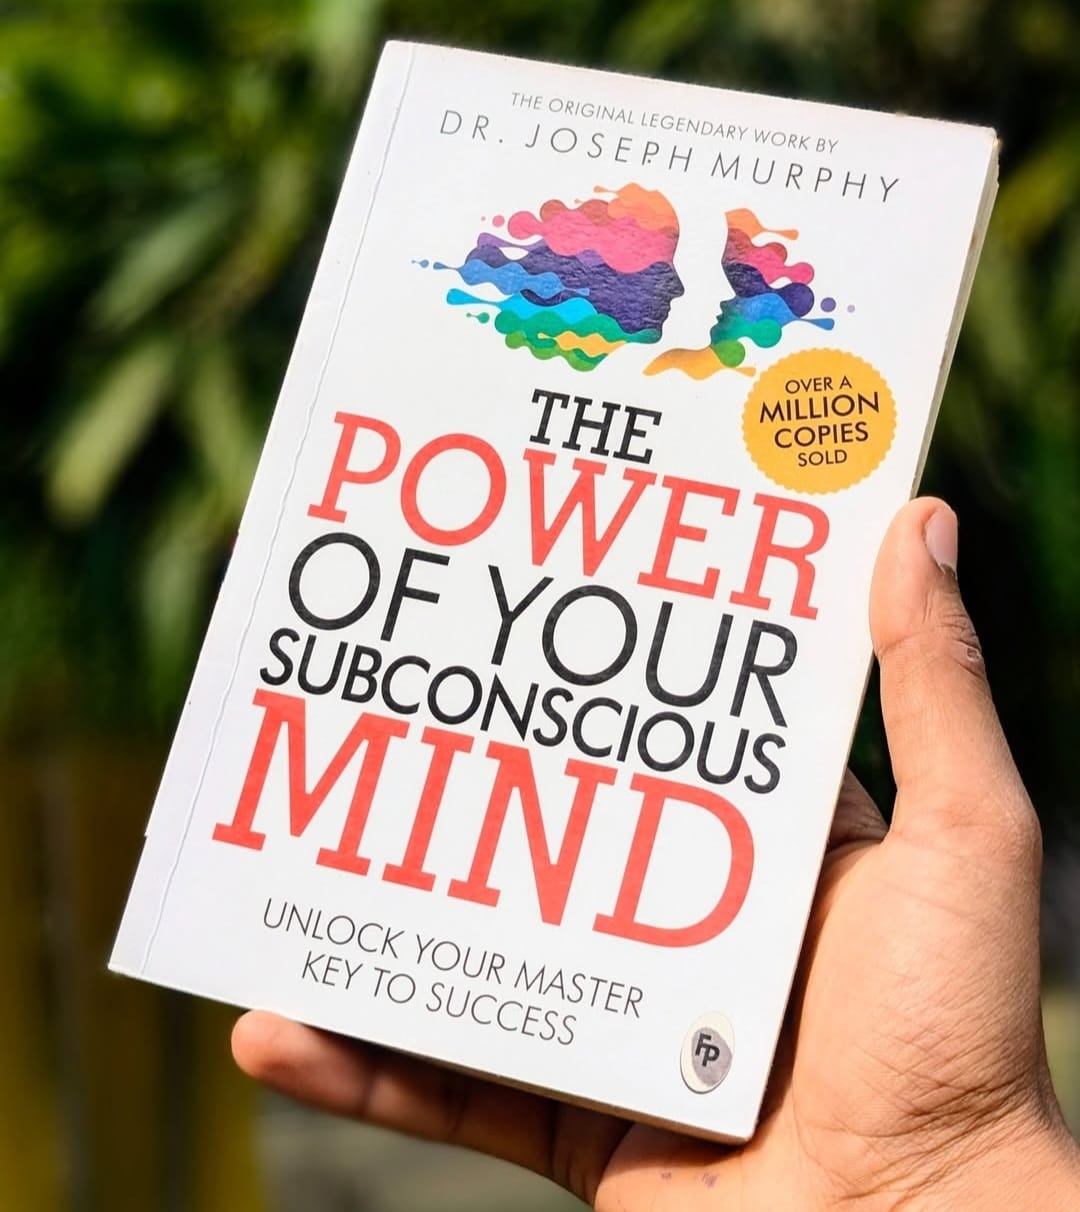 THE ORIGINAL LEGENDARY WORK BY
DR. JOSEPH MURPHY
OVER A
MILLION
COPIES
SOLD
THE
POWER
OF YOUR
SUBCONSCIOUS
MIND
UNLOCK YOUR MASTER
KEY TO SUCCESS
FP